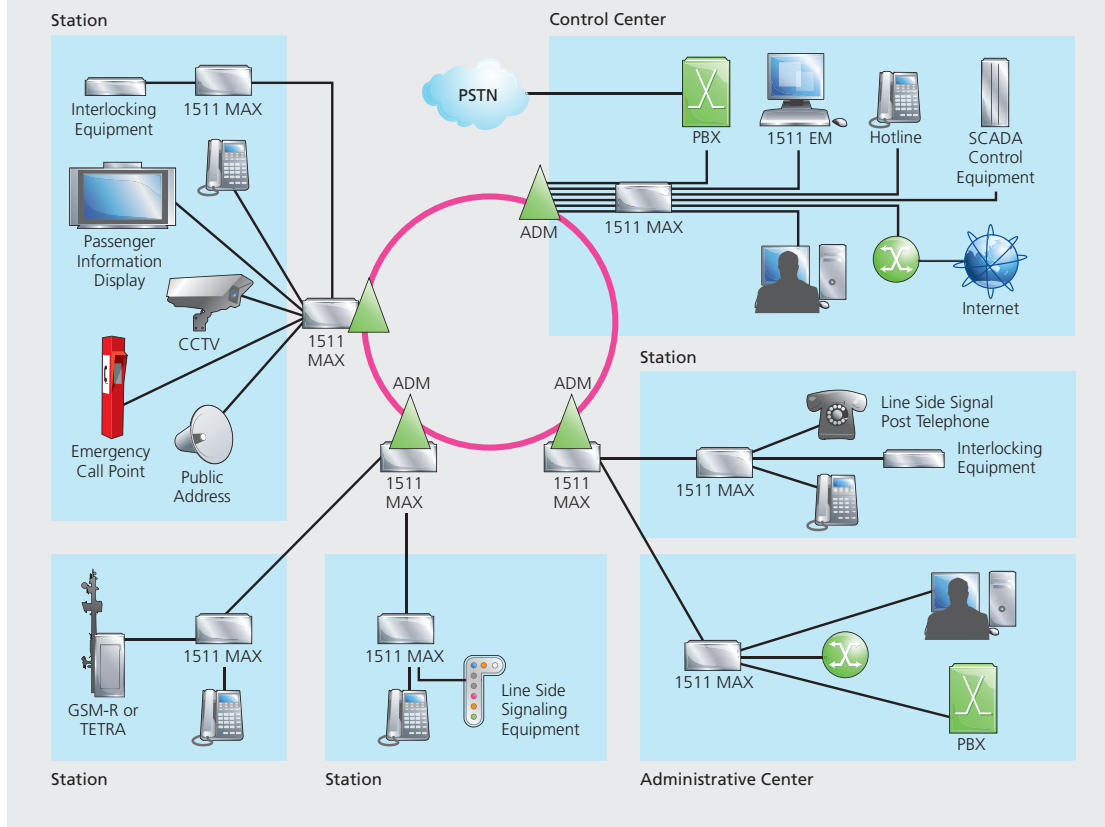 Station
Control Center
Interlocking
Equipment
1511 MAX
Passenger
Information
Display
CCTV
Emergency
Call Point
Public
Address
1511
MAX
PSTN
PBX
1511 EM
Hotline
SCADA
Control
Equipment
ADM
1511 MAX
Internet
ADM
ADM
1511
MAX
1511
MAX
Station
Line Side Signal
Post Telephone
Interlocking
Equipment
1511 MAX
GSM-R or
TETRA
1511 MAX
Station
1511 MAX
Line Side
Signaling
Equipment
Station
1511 MAX
PBX
Administrative Center